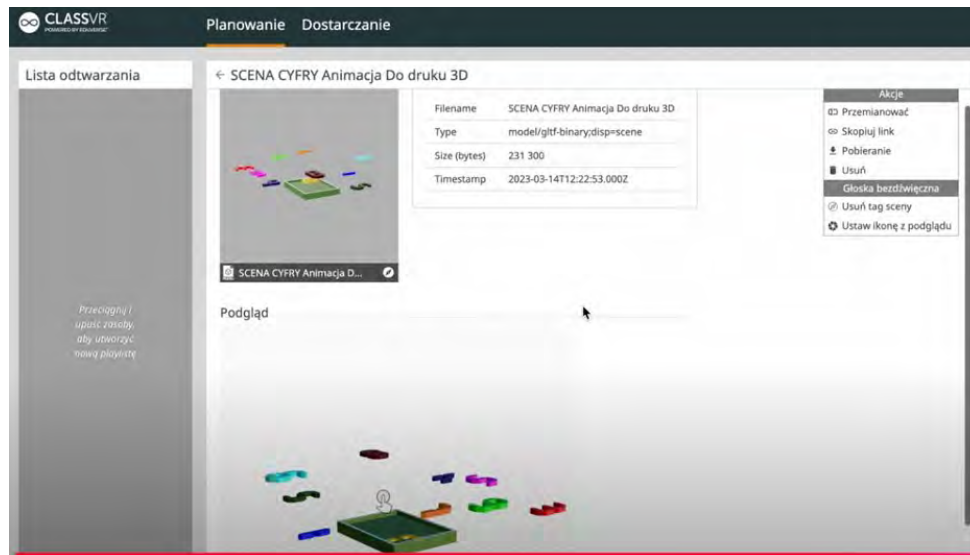 CLASSVR
POWERED BY EDUVERSE
Planowanie Dostarczanie
Lista odtwarzania
Przeciągnij i
upuść zasoby,
aby utworzyć
nową playlistę
← SCENA CYFRY Animacja Do druku 3D
SCENA CYFRY Animacja D...
Filename SCENA CYFRY Animacja Do druku 3D
Type model/gltf-binary;disp=scene
Size (bytes) 231 300
Timestamp 2023-03-14T12:22:53.000Z
Akcje
Przemianować
Skopiuj link
Pobieranie
Usuń
Głoska bezdźwięczna
Usuń tag sceny
Ustaw ikonę z podglądu
Podgląd